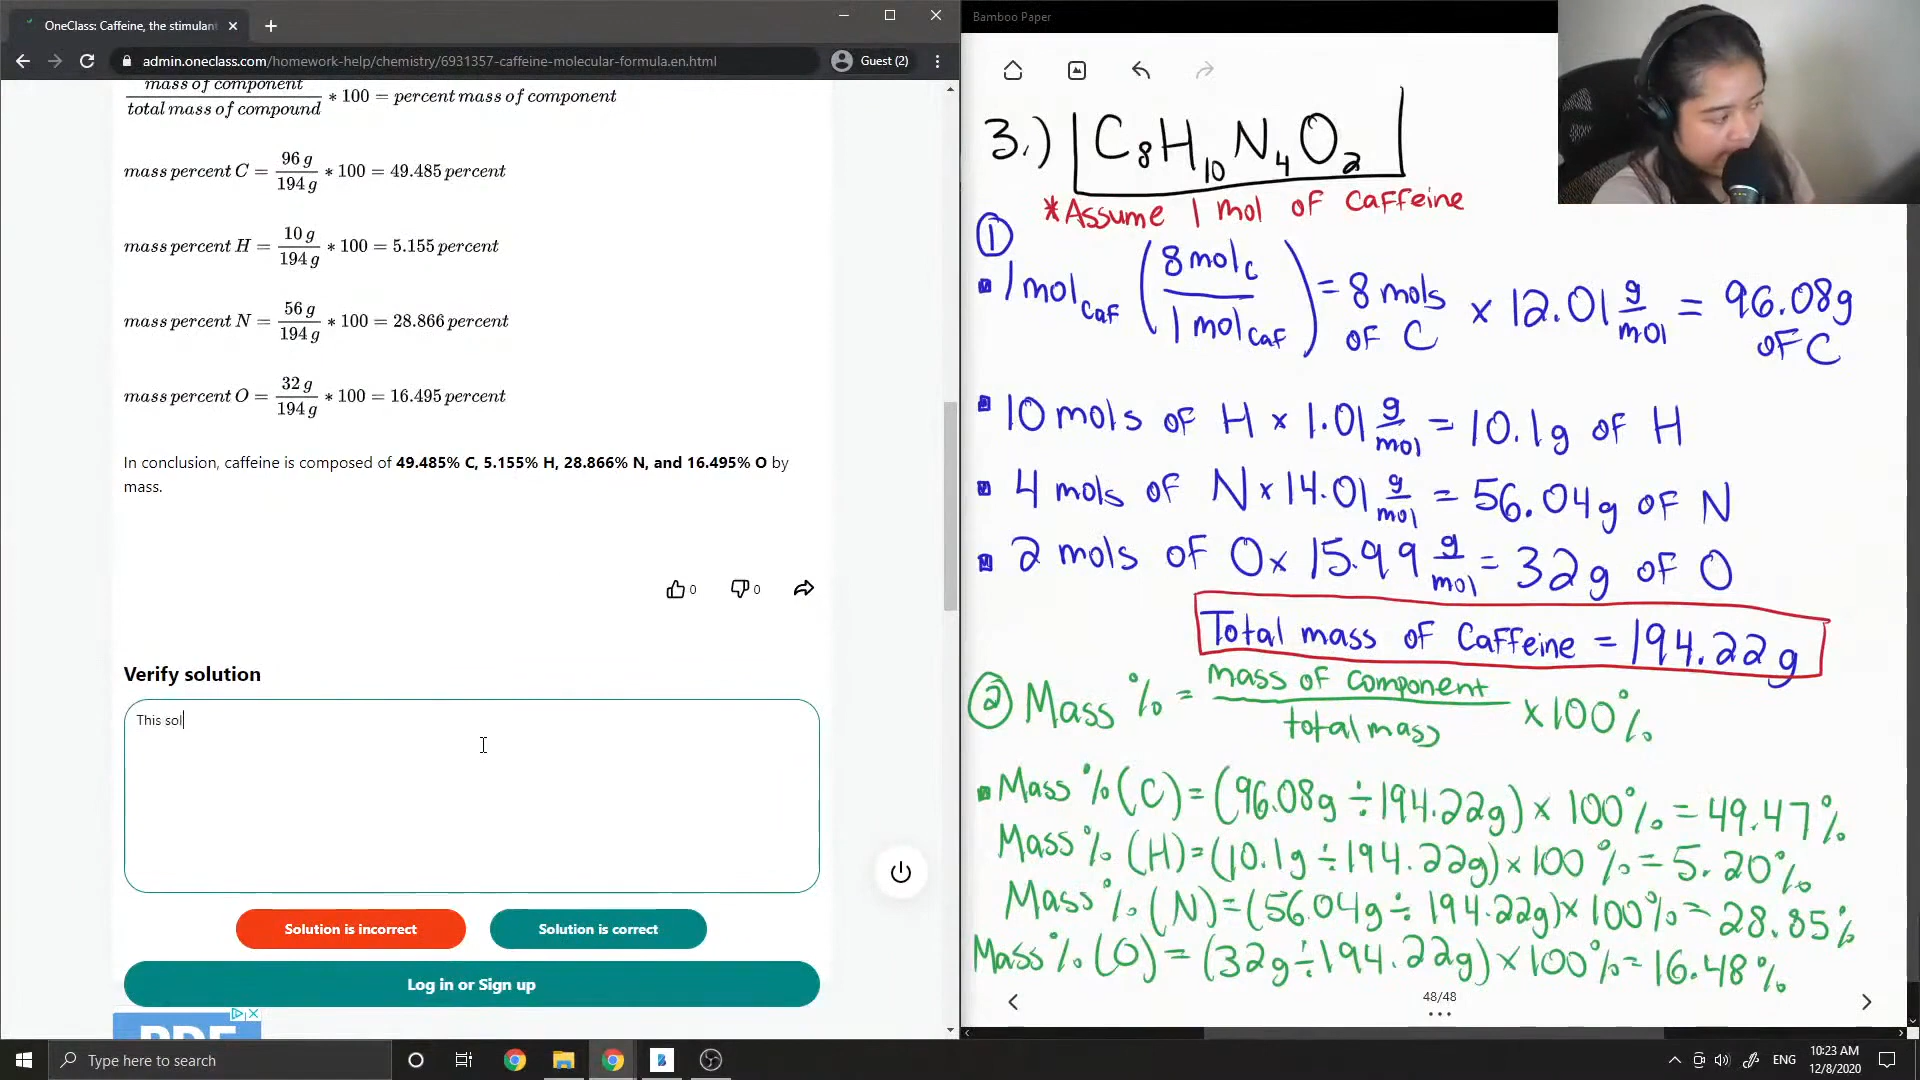 OneClass: Caffeine, the stimulant
admin.oneclass.com/homework-help/chemistry/6931357-caffeine-molecular-formula.en.html
Guest (2)
mass of component
total mass of compound
* 100 = percent mass of component
mass percent C = 96 g / 194 g * 100 = 49.485 percent
mass percent H = 10 g / 194 g * 100 = 5.155 percent
mass percent N = 56 g / 194 g * 100 = 28.866 percent
mass percent O = 32 g / 194 g * 100 = 16.495 percent
In conclusion, caffeine is composed of 49.485% C, 5.155% H, 28.866% N, and 16.495% O by
mass.
0 0
Verify solution
This sol
Solution is incorrect Solution is correct
Log in or Sign up
Bamboo Paper
3.) C8H10N4O2
*Assume 1 mol of Caffeine
1
1 mol caf (8 mol c / 1 mol caf) = 8 mols of C × 12.01 g/mol = 96.08g of C
10 mols of H × 1.01 g/mol = 10.1g of H
4 mols of N × 14.01 g/mol = 56.04g of N
2 mols of O × 15.99 g/mol = 32g of O
Total mass of Caffeine = 194.22g
2 Mass % = mass of component / total mass × 100%
Mass % (C) = (96.08g ÷ 194.22g) × 100% = 49.47%
Mass % (H) = (10.1g ÷ 194.22g) × 100% = 5.20%
Mass % (N) = (56.04g ÷ 194.22g) × 100% = 28.85%
Mass % (O) = (32g ÷ 194.22g) × 100% = 16.48%
48/48
Type here to search
ENG
10:23 AM
12/8/2020